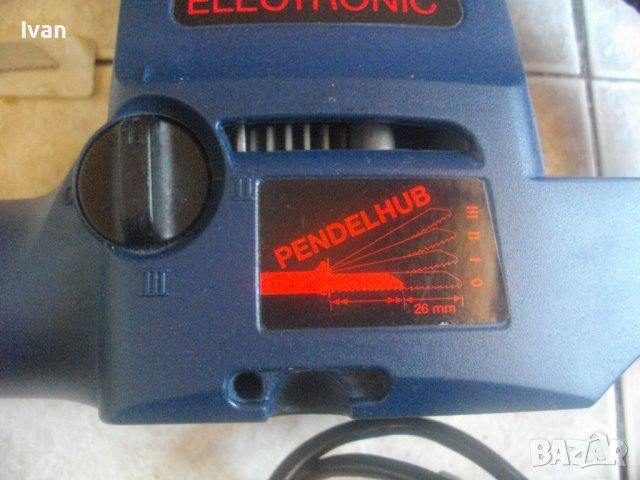 Ivan
ELECTRONIC
II
III
PENDELHUB
III
II
I
0
26 mm
BAZAR